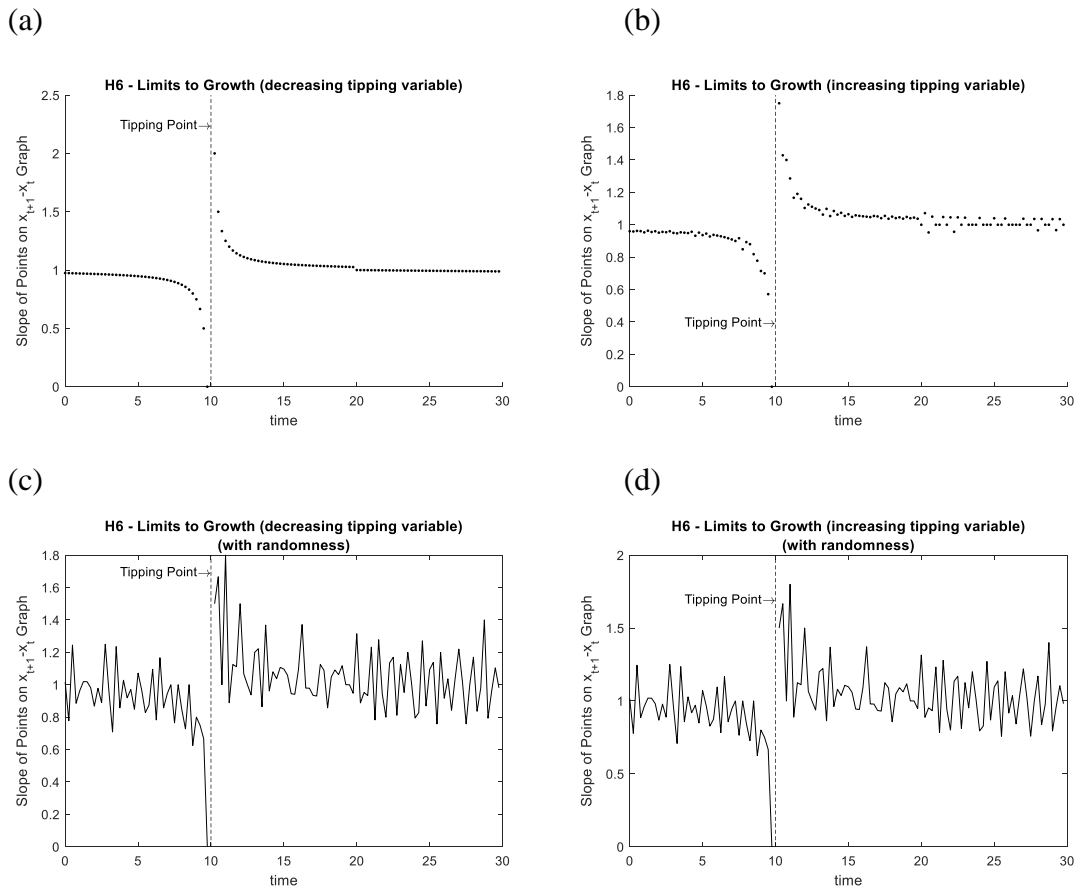 (a)
H6 - Limits to Growth (decreasing tipping variable)
Slope of Points on x_{t+1}-x_t Graph
2.5
2
1.5
1
0.5
0
Tipping Point→
0 5 10 15 20 25 30
time
(b)
H6 - Limits to Growth (increasing tipping variable)
Slope of Points on x_{t+1}-x_t Graph
1.8
1.6
1.4
1.2
1
0.8
0.6
0.4
0.2
0
Tipping Point→
0 5 10 15 20 25 30
time
(c)
H6 - Limits to Growth (decreasing tipping variable)
(with randomness)
Slope of Points on x_{t+1}-x_t Graph
1.8
1.6
1.4
1.2
1
0.8
0.6
0.4
0.2
0
Tipping Point→
0 5 10 15 20 25 30
time
(d)
H6 - Limits to Growth (increasing tipping variable)
(with randomness)
Slope of Points on x_{t+1}-x_t Graph
2
1.5
1
0.5
0
Tipping Point→
0 5 10 15 20 25 30
time